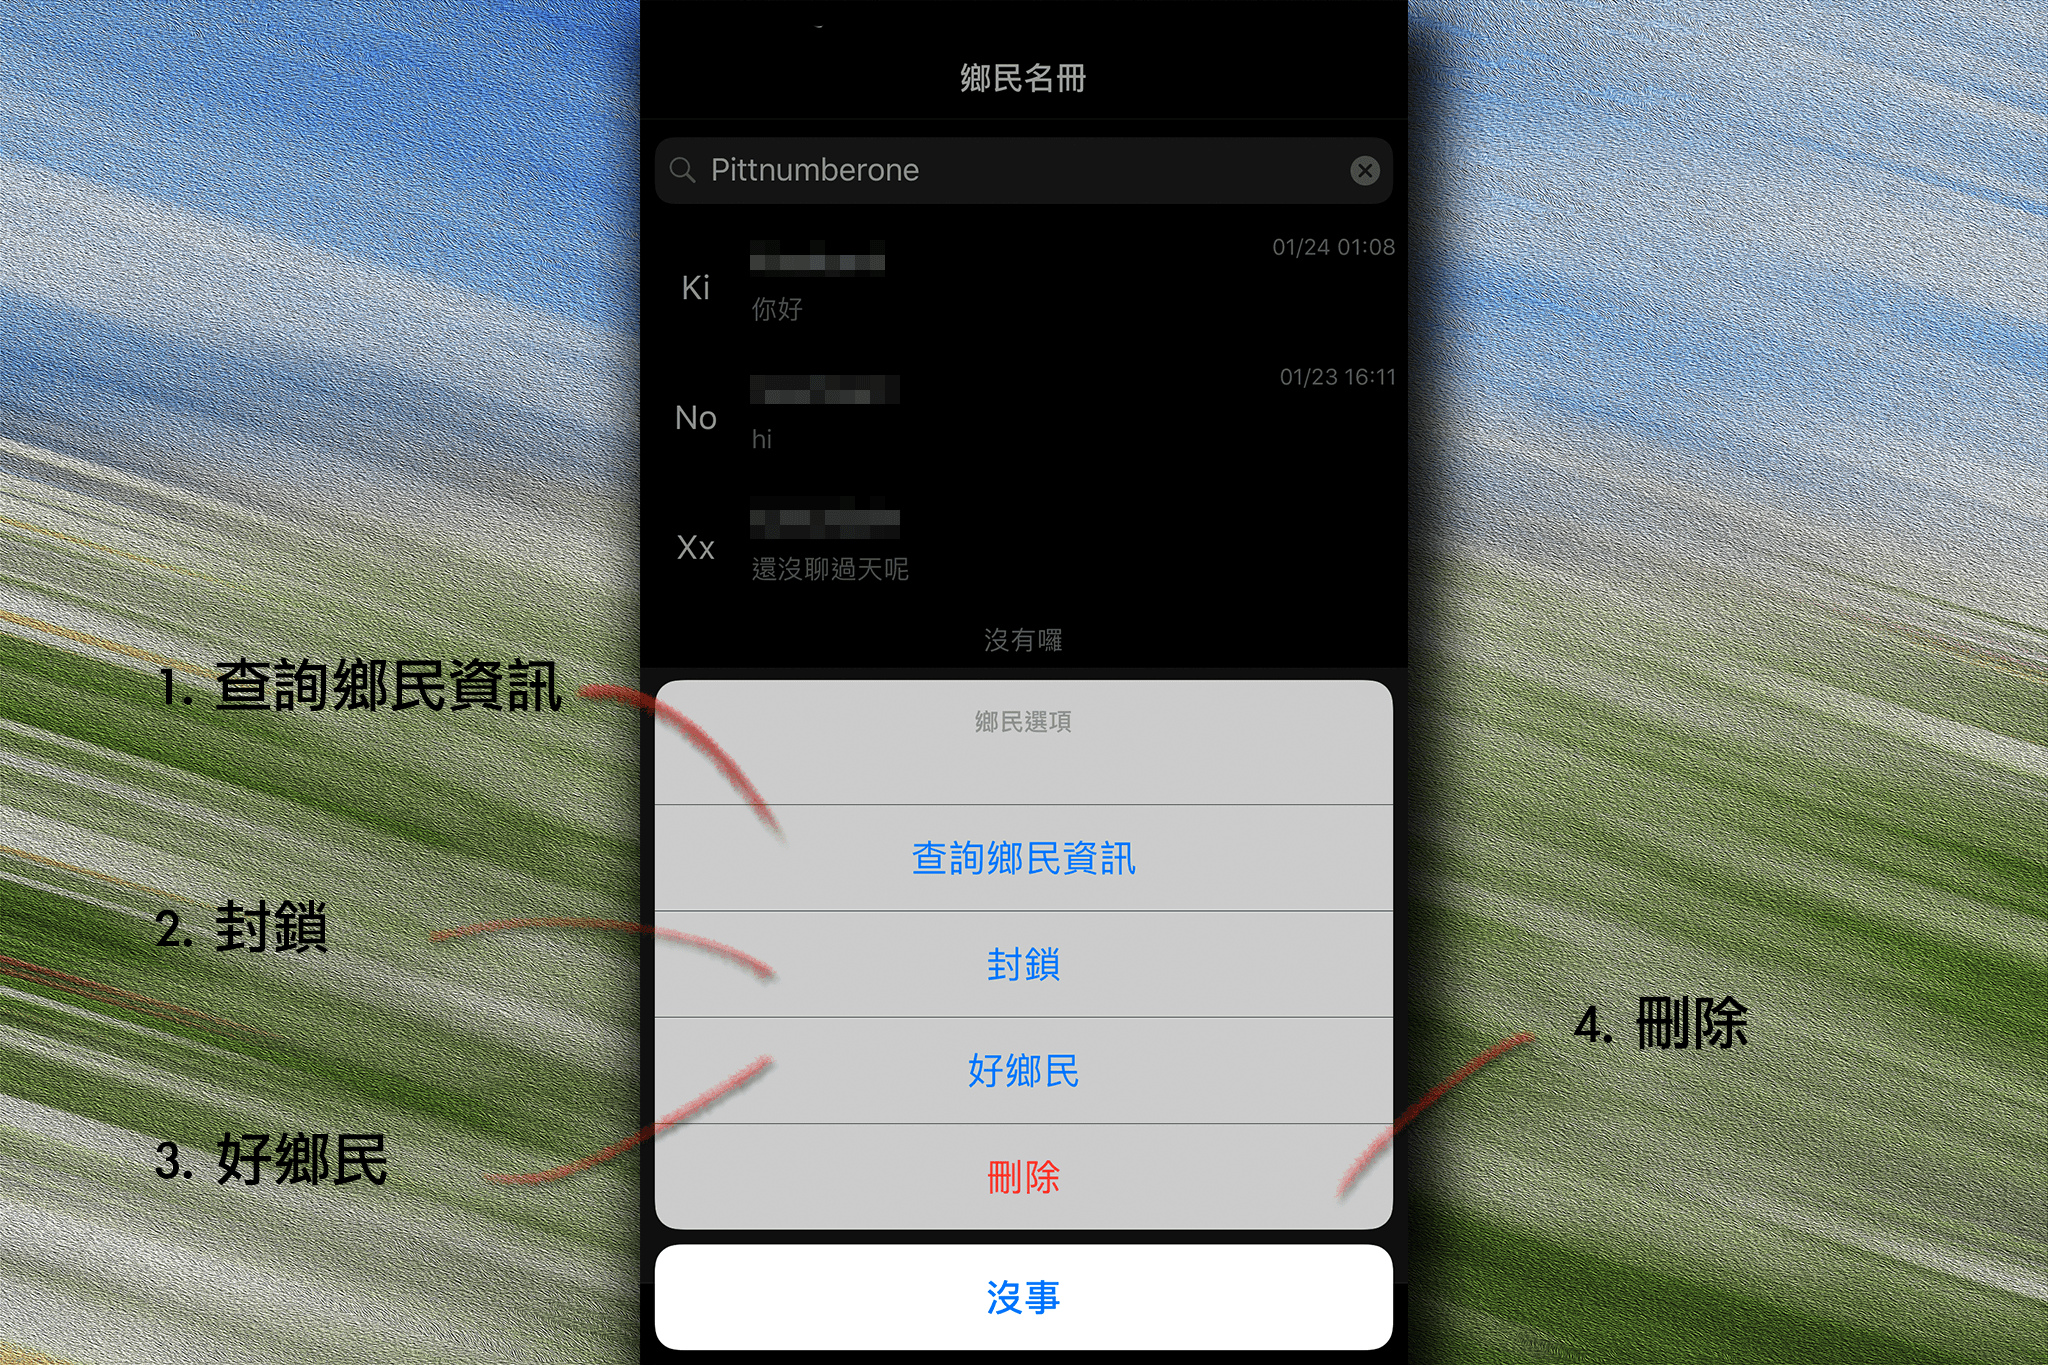 鄉民名冊
Pittnumberone
01/24 01:08
Ki
你好
01/23 16:11
No
hi
Xx
還沒聊過天呢
沒有囉
1. 查詢鄉民資訊
鄉民選項
查詢鄉民資訊
2. 封鎖
封鎖
4. 刪除
好鄉民
3. 好鄉民
刪除
沒事